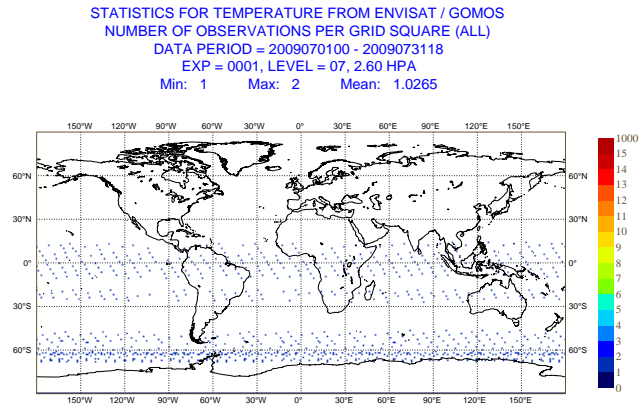 STATISTICS FOR TEMPERATURE FROM ENVISAT / GOMOS
NUMBER OF OBSERVATIONS PER GRID SQUARE (ALL)
DATA PERIOD = 2009070100 - 2009073118
EXP = 0001, LEVEL = 07, 2.60 HPA
Min: 1 Max: 2 Mean: 1.0265
150°W 120°W 90°W 60°W 30°W 0° 30°E 60°E 90°E 120°E 150°E
60°N 60°N
30°N 30°N
0° 0°
30°S 30°S
60°S 60°S
150°W 120°W 90°W 60°W 30°W 0° 30°E 60°E 90°E 120°E 150°E
1000
15
14
13
12
11
10
9
8
7
6
5
4
3
2
1
0